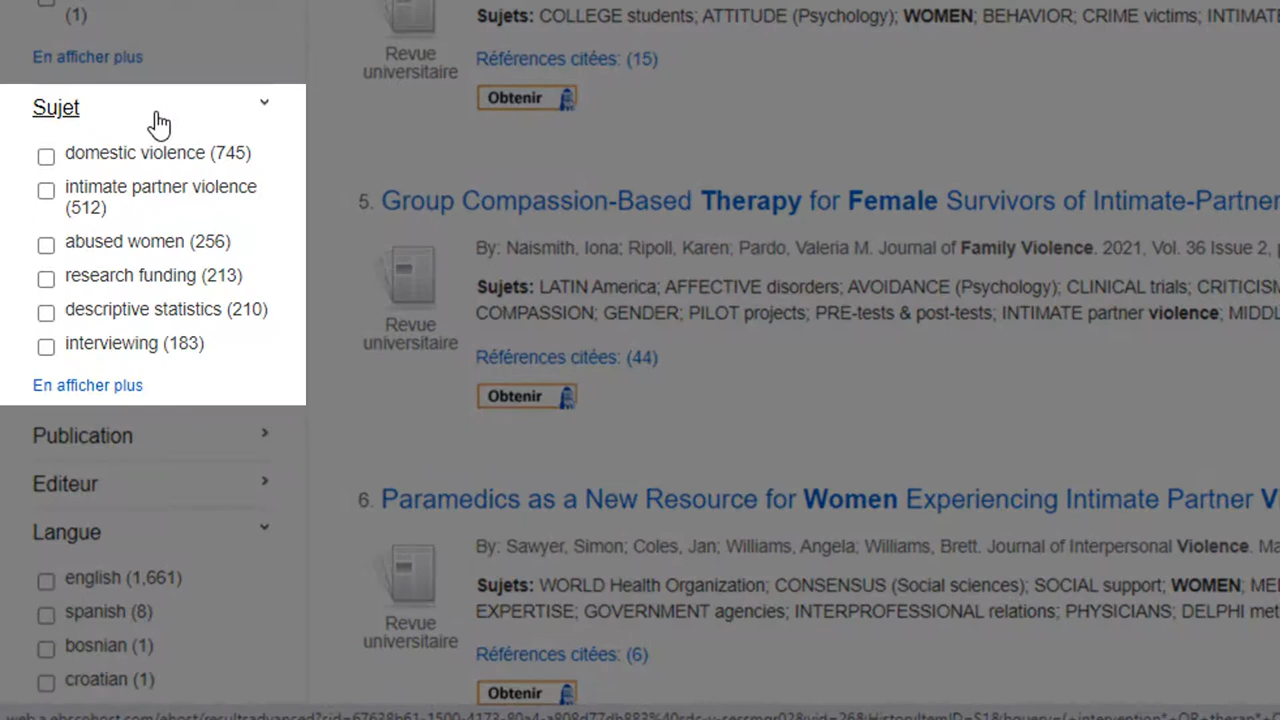 (1)
En afficher plus
Sujet
domestic violence (745)
intimate partner violence
(512)
abused women (256)
research funding (213)
descriptive statistics (210)
interviewing (183)
En afficher plus
Publication
Editeur
Langue
english (1,661)
spanish (8)
bosnian (1)
croatian (1)
Revue
universitaire
Sujets: COLLEGE students; ATTITUDE (Psychology); WOMEN; BEHAVIOR; CRIME victims; INTIMATE
Références citées: (15)
Obtenir
5. Group Compassion-Based Therapy for Female Survivors of Intimate-Partner
By: Naismith, Iona; Ripoll, Karen; Pardo, Valeria M. Journal of Family Violence. 2021, Vol. 36 Issue 2,
Revue
universitaire
Sujets: LATIN America; AFFECTIVE disorders; AVOIDANCE (Psychology); CLINICAL trials; CRITICISM
COMPASSION; GENDER; PILOT projects; PRE-tests & post-tests; INTIMATE partner violence; MIDDL
Références citées: (44)
Obtenir
6. Paramedics as a New Resource for Women Experiencing Intimate Partner V
By: Sawyer, Simon; Coles, Jan; Williams, Angela; Williams, Brett. Journal of Interpersonal Violence. Ma
Revue
universitaire
Sujets: WORLD Health Organization; CONSENSUS (Social sciences); SOCIAL support; WOMEN; ME
EXPERTISE; GOVERNMENT agencies; INTERPROFESSIONAL relations; PHYSICIANS; DELPHI met
Références citées: (6)
Obtenir